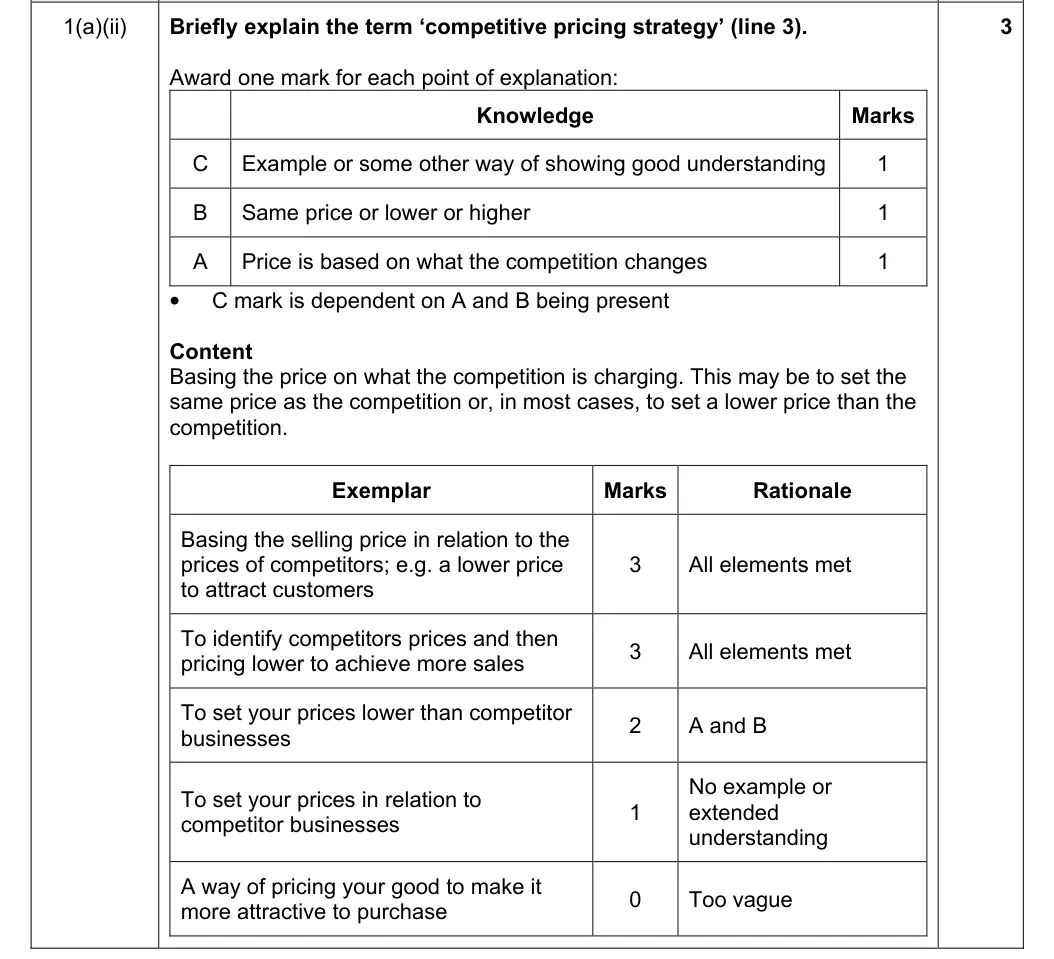 1(a)(ii)
Briefly explain the term ‘competitive pricing strategy’ (line 3).
3
Award one mark for each point of explanation:
Knowledge
Marks
C
Example or some other way of showing good understanding
1
B
Same price or lower or higher
1
A
Price is based on what the competition changes
1
• C mark is dependent on A and B being present
Content
Basing the price on what the competition is charging. This may be to set the
same price as the competition or, in most cases, to set a lower price than the
competition.
Exemplar
Marks
Rationale
Basing the selling price in relation to the
prices of competitors; e.g. a lower price
to attract customers
3
All elements met
To identify competitors prices and then
pricing lower to achieve more sales
3
All elements met
To set your prices lower than competitor
businesses
2
A and B
To set your prices in relation to
competitor businesses
1
No example or
extended
understanding
A way of pricing your good to make it
more attractive to purchase
0
Too vague